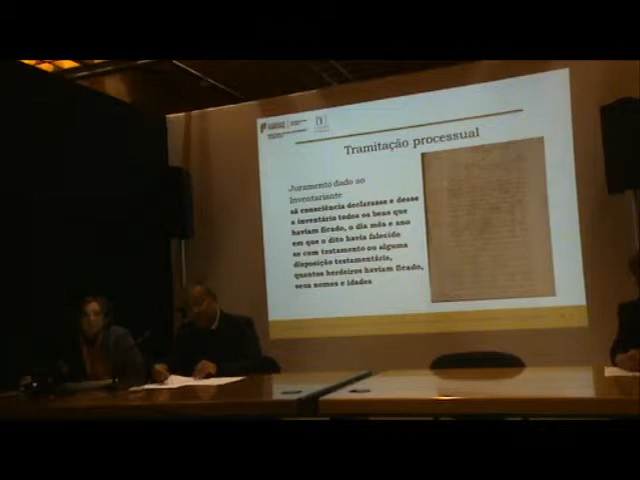 Tramitação processual
Juramento dado ao
Inventariante
sã consciência declarasse e desse
a inventário todos os bens que
haviam ficado, o dia mês e ano
em que o dito havia falecido
se com testamento ou alguma
disposição testamentária,
quantos herdeiros haviam ficado,
seus nomes e idades